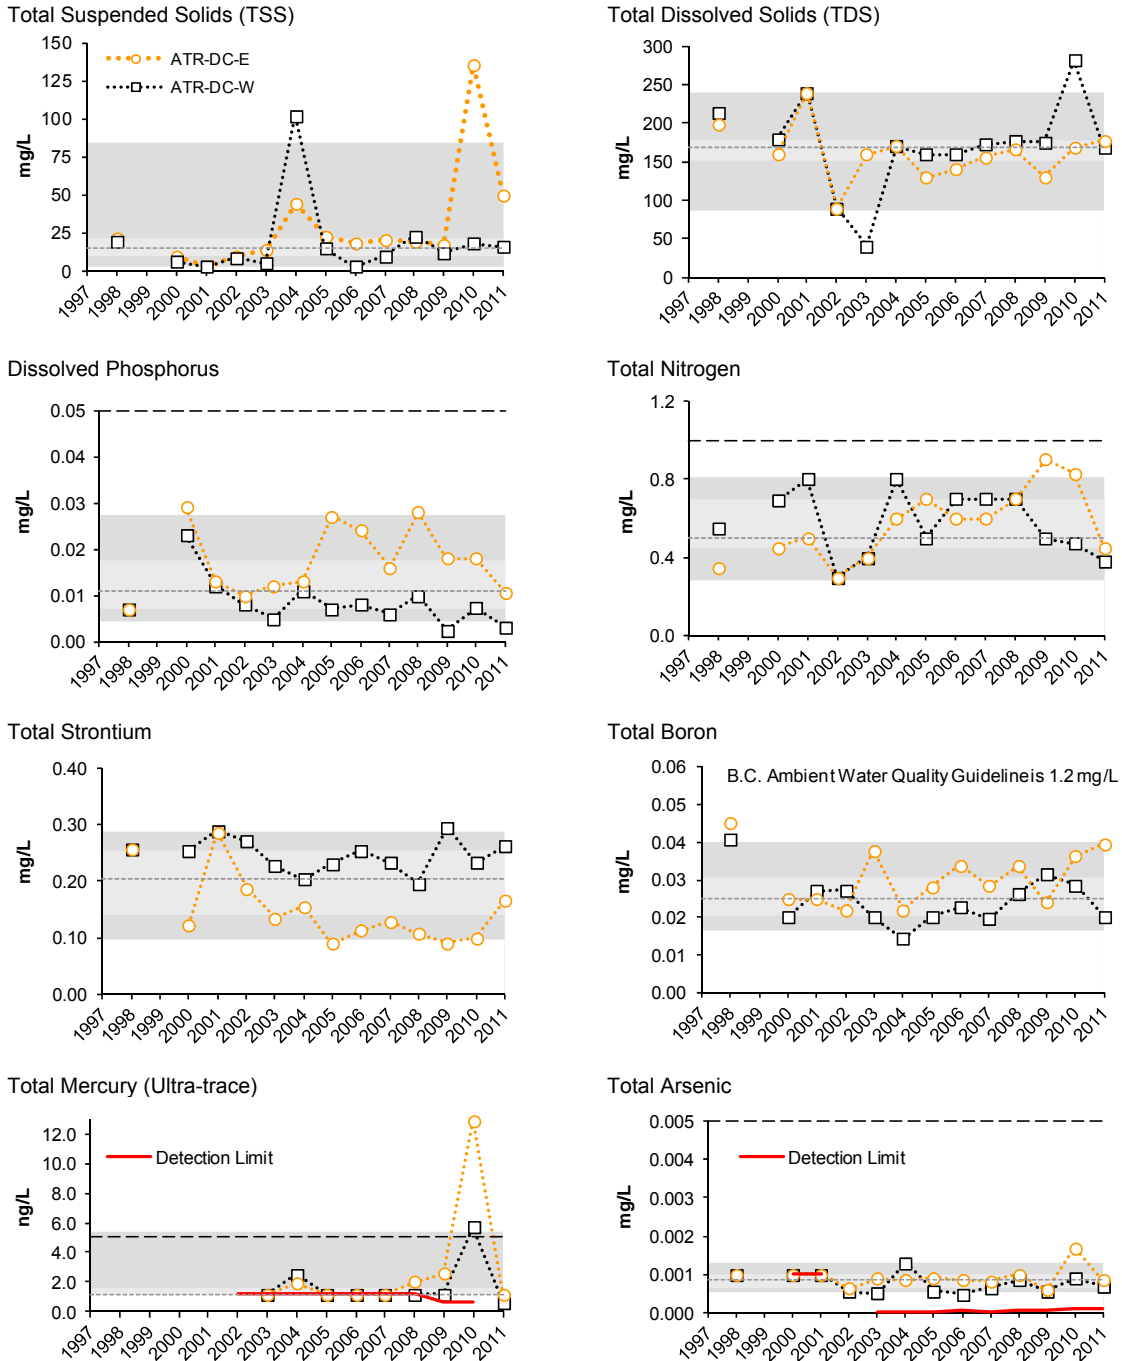 Total Suspended Solids (TSS)
150
125
100
75
50
25
0
mg/L
ATR-DC-E
ATR-DC-W
1997 1998 1999 2000 2001 2002 2003 2004 2005 2006 2007 2008 2009 2010 2011
Total Dissolved Solids (TDS)
300
250
200
150
100
50
0
mg/L
1997 1998 1999 2000 2001 2002 2003 2004 2005 2006 2007 2008 2009 2010 2011
Dissolved Phosphorus
0.05
0.04
0.03
0.02
0.01
0.00
mg/L
1997 1998 1999 2000 2001 2002 2003 2004 2005 2006 2007 2008 2009 2010 2011
Total Nitrogen
1.2
0.8
0.4
0.0
mg/L
1997 1998 1999 2000 2001 2002 2003 2004 2005 2006 2007 2008 2009 2010 2011
Total Strontium
0.40
0.30
0.20
0.10
0.00
mg/L
1997 1998 1999 2000 2001 2002 2003 2004 2005 2006 2007 2008 2009 2010 2011
Total Boron
0.06
0.05
0.04
0.03
0.02
0.01
0.00
mg/L
B.C. Ambient Water Quality Guideline is 1.2 mg/L
1997 1998 1999 2000 2001 2002 2003 2004 2005 2006 2007 2008 2009 2010 2011
Total Mercury (Ultra-trace)
12.0
10.0
8.0
6.0
4.0
2.0
0.0
ng/L
Detection Limit
1997 1998 1999 2000 2001 2002 2003 2004 2005 2006 2007 2008 2009 2010 2011
Total Arsenic
0.005
0.004
0.003
0.002
0.001
0.000
mg/L
Detection Limit
1997 1998 1999 2000 2001 2002 2003 2004 2005 2006 2007 2008 2009 2010 2011